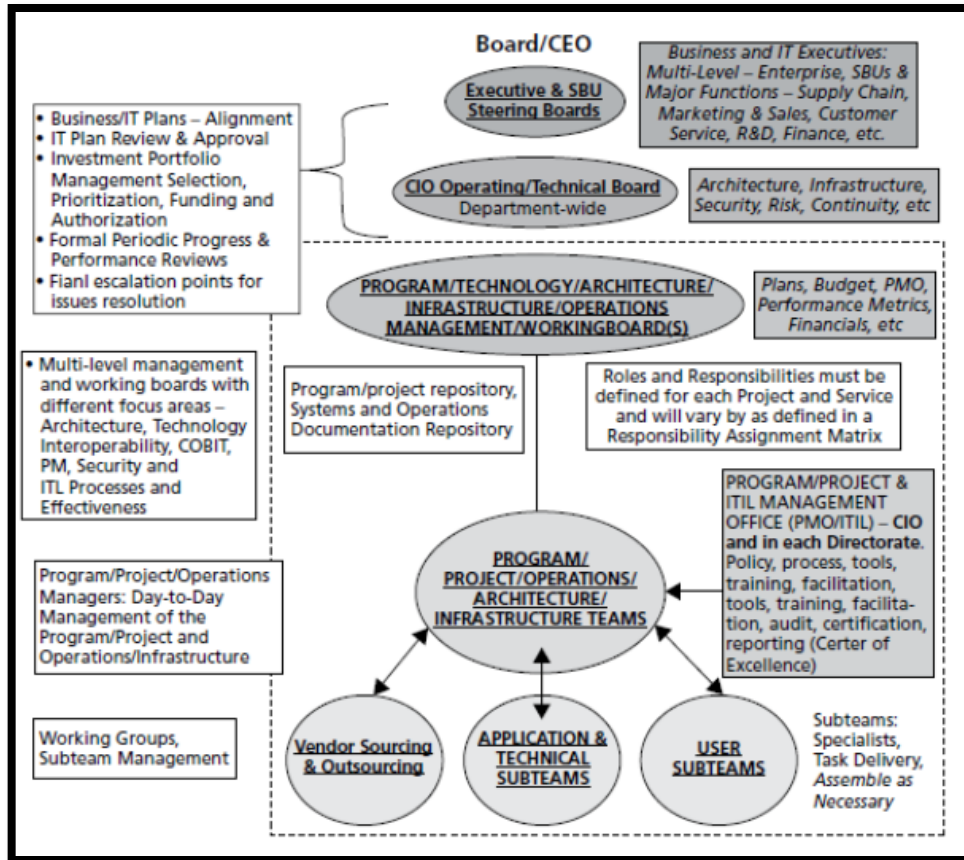 Board/CEO
Executive & SBU
Steering Boards
Business and IT Executives:
Multi-Level – Enterprise, SBUs &
Major Functions – Supply Chain,
Marketing & Sales, Customer
Service, R&D, Finance, etc.
• Business/IT Plans – Alignment
• IT Plan Review & Approval
• Investment Portfolio
Management Selection,
Prioritization, Funding and
Authorization
• Formal Periodic Progress &
Performance Reviews
• Fianl escalation points for
issues resolution
CIO Operating/Technical Board
Department-wide
Architecture, Infrastructure,
Security, Risk, Continuity, etc
PROGRAM/TECHNOLOGY/ARCHITECTURE/
INFRASTRUCTURE/OPERATIONS
MANAGEMENT/WORKINGBOARD(S)
Plans, Budget, PMO,
Performance Metrics,
Financials, etc
• Multi-level management
and working boards with
different focus areas –
Architecture, Technology
Interoperability, COBIT,
PM, Security and
ITL Processes and
Effectiveness
Program/project repository,
Systems and Operations
Documentation Repository
Roles and Responsibilities must be
defined for each Project and Service
and will vary by as defined in a
Responsibility Assignment Matrix
PROGRAM/PROJECT &
ITIL MANAGEMENT
OFFICE (PMO/ITIL) – CIO
and in each Directorate.
Policy, process, tools,
training, facilitation,
tools, training, facilita-
tion, audit, certification,
reporting (Certer of
Excellence)
PROGRAM/
PROJECT/OPERATIONS/
ARCHITECTURE/
INFRASTRUCTURE TEAMS
Program/Project/Operations
Managers: Day-to-Day
Management of the
Program/Project and
Operations/Infrastructure
Working Groups,
Subteam Management
Vendor Sourcing
& Outsourcing
APPLICATION &
TECHNICAL
SUBTEAMS
USER
SUBTEAMS
Subteams:
Specialists,
Task Delivery,
Assemble as
Necessary